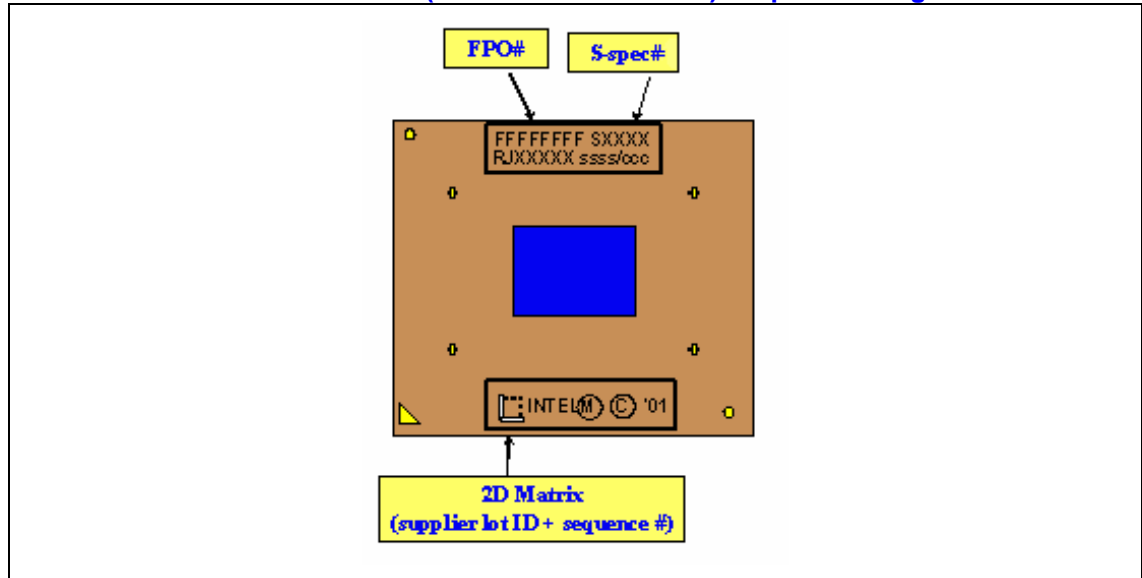 FPO#
S-spec#
FFFFFFFF SXXXX
RJXXXXX ssss/ccc
INTEL M C '01
2D Matrix
(supplier lot ID + sequence #)